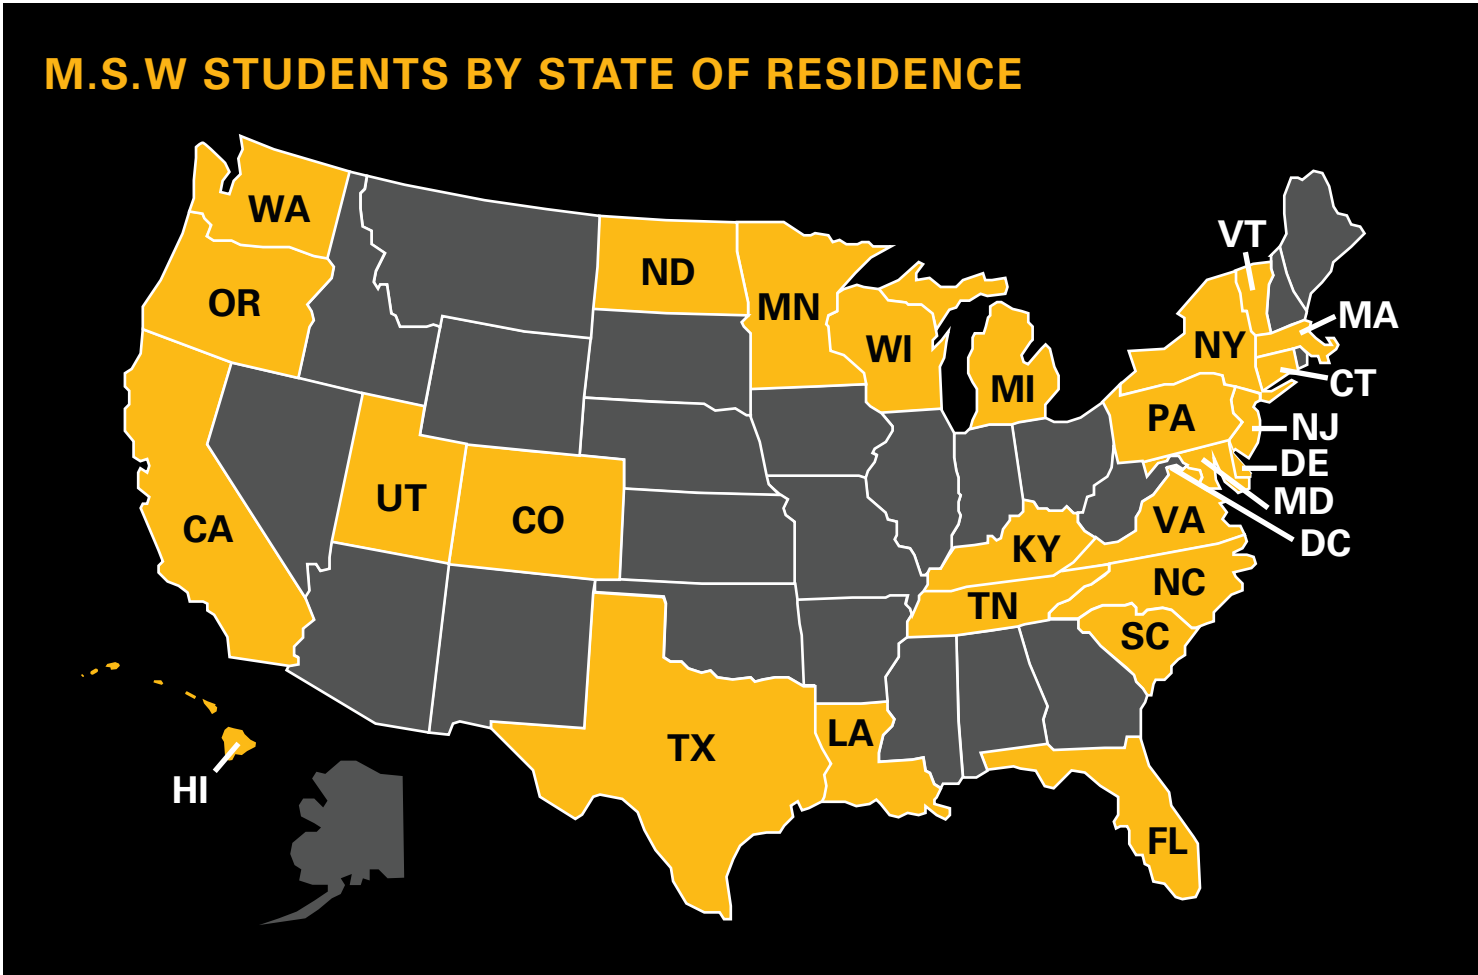 M.S.W STUDENTS BY STATE OF RESIDENCE
WA
VT
ND
OR
MN
MA
NY
WI
CT
MI
PA
NJ
DE
UT
MD
CO
VA
CA
DC
KY
NC
TN
SC
LA
TX
HI
FL